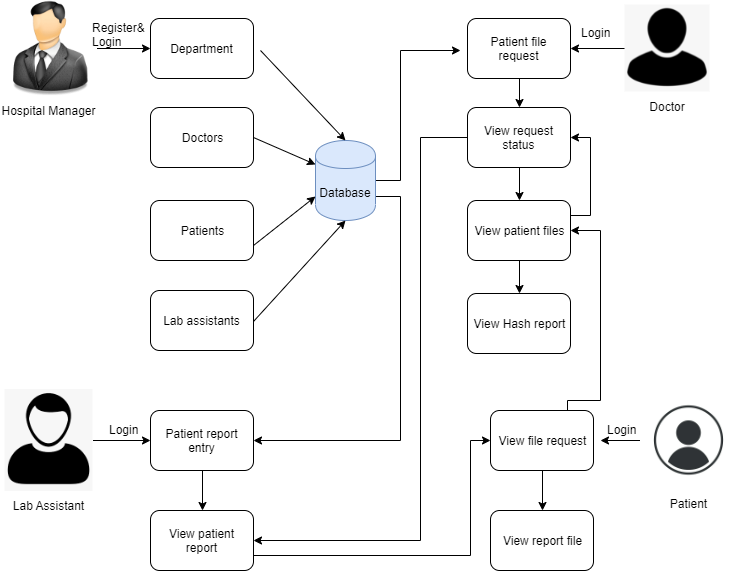 Register&
Login
Hospital Manager
Department
Doctors
Patients
Lab assistants
Database
Patient file
request
Login
Doctor
View request
status
View patient files
View Hash report
Login
Lab Assistant
Patient report
entry
View patient
report
View file request
Login
Patient
View report file